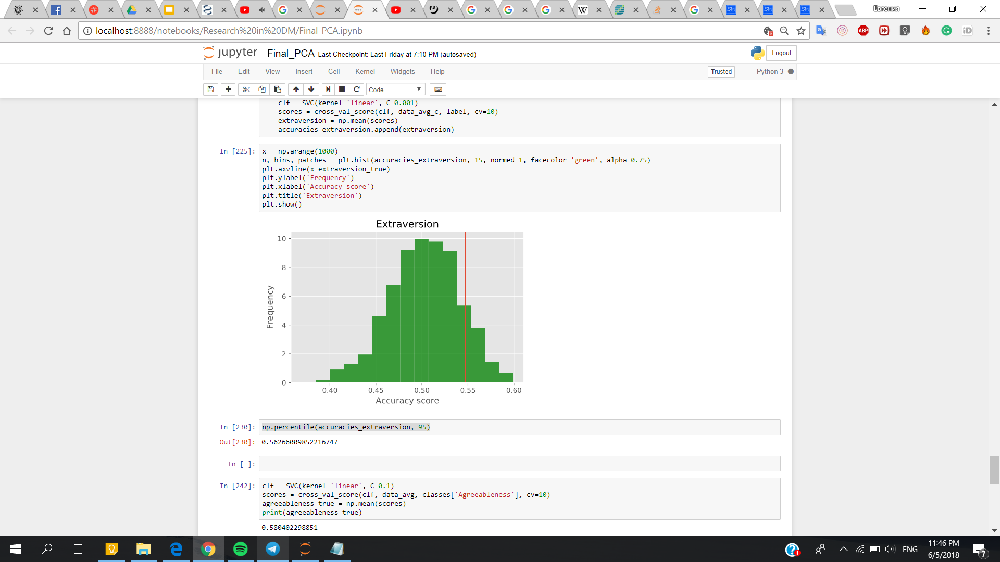 Евгения
localhost:8888/notebooks/Research%20in%20DM/Final_PCA.ipynb
jupyter Final_PCA Last Checkpoint: Last Friday at 7:10 PM (autosaved)
Logout
File Edit View Insert Cell Kernel Widgets Help
Trusted
Python 3
Code
clf = SVC(kernel='linear', C=0.001)
scores = cross_val_score(clf, data_avg_c, label, cv=10)
extraversion = np.mean(scores)
accuracies_extraversion.append(extraversion)
In [225]:
x = np.arange(1000)
n, bins, patches = plt.hist(accuracies_extraversion, 15, normed=1, facecolor='green', alpha=0.75)
plt.axvline(x=extraversion_true)
plt.ylabel('Frequency')
plt.xlabel('Accuracy score')
plt.title('Extraversion')
plt.show()
Extraversion
10
8
6
4
2
0
Frequency
0.40 0.45 0.50 0.55 0.60
Accuracy score
In [230]: np.percentile(accuracies_extraversion, 95)
Out[230]: 0.56266009852216747
In [ ]:
In [242]:
clf = SVC(kernel='linear', C=0.1)
scores = cross_val_score(clf, data_avg, classes['Agreeableness'], cv=10)
agreeableness_true = np.mean(scores)
print(agreeableness_true)
0.580402298851
ENG
11:46 PM
6/5/2018
7